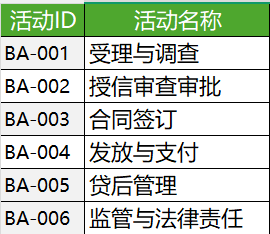 活动ID 活动名称
BA-001 受理与调查
BA-002 授信审查审批
BA-003 合同签订
BA-004 发放与支付
BA-005 贷后管理
BA-006 监管与法律责任